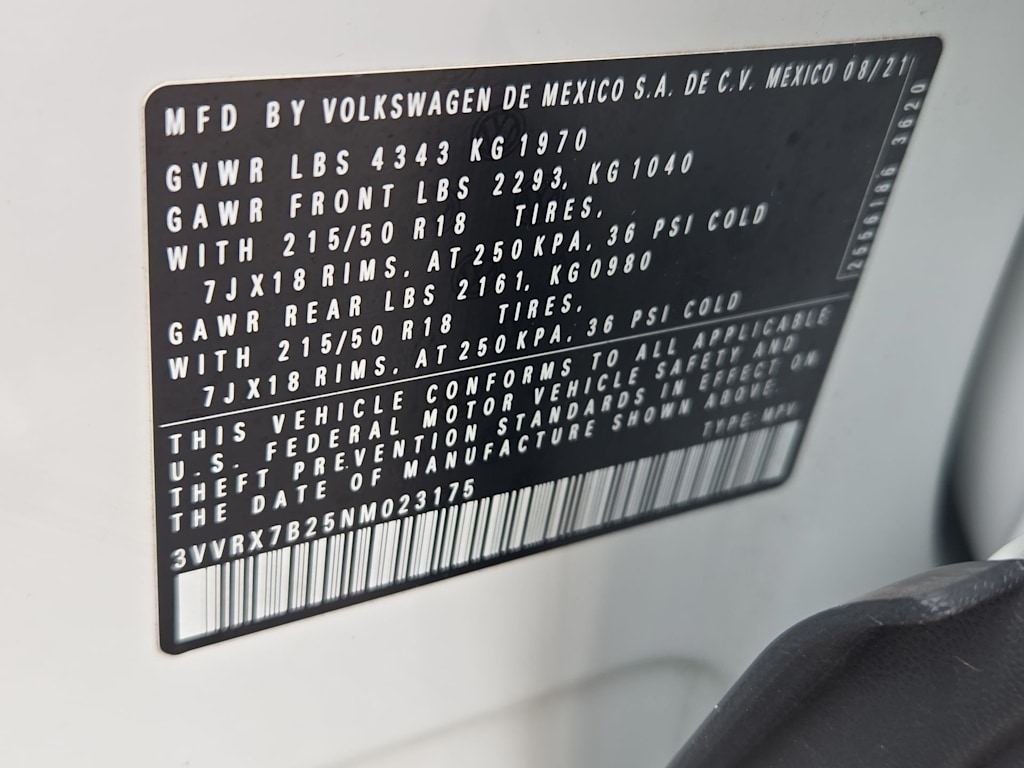 MFD BY VOLKSWAGEN DE MEXICO S.A. DE C.V. MEXICO 08/21
GVWR LBS 4343 KG 1970
GAWR FRONT LBS 2293, KG 1040
WITH 215/50 R18 TIRES,
7JX18 RIMS, AT 250 KPA, 36 PSI COLD
GAWR REAR LBS 2161, KG 0980
WITH 215/50 R18 TIRES,
7JX18 RIMS, AT 250 KPA, 36 PSI COLD
THIS VEHICLE CONFORMS TO ALL APPLICABLE
U.S. FEDERAL MOTOR VEHICLE SAFETY AND
THEFT PREVENTION STANDARDS IN EFFECT ON
THE DATE OF MANUFACTURE SHOWN ABOVE.
TYPE: MPV
3VVRX7B25NM023175
3620